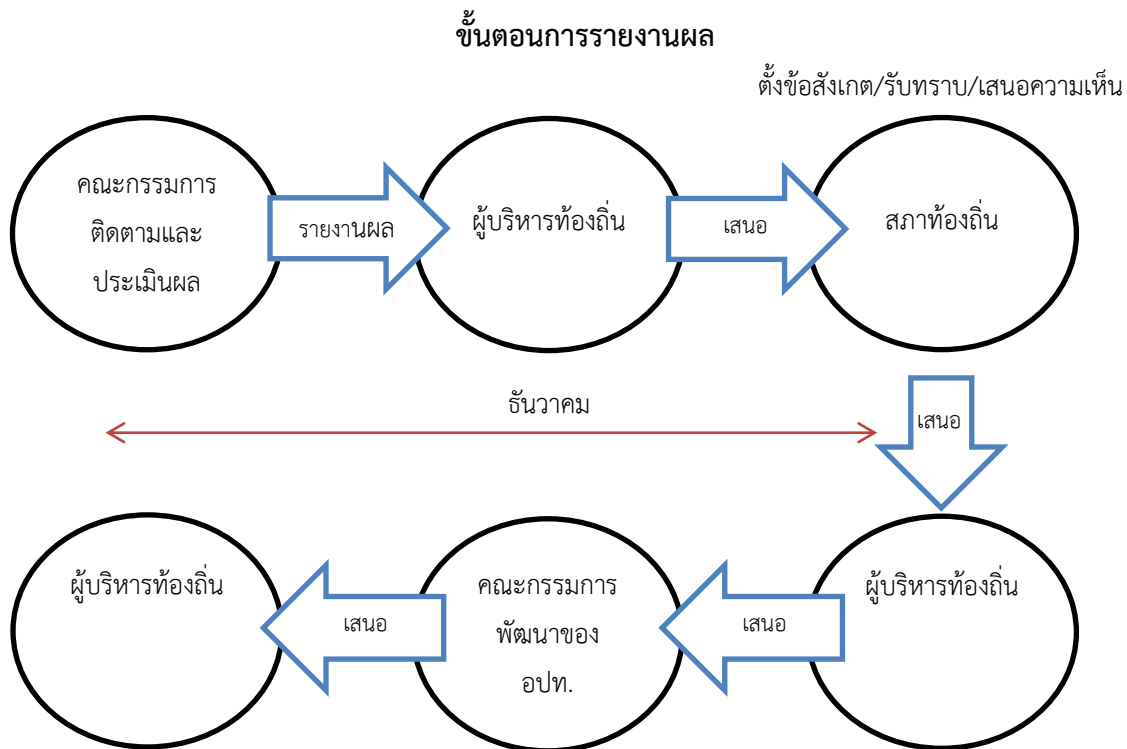 ขั้นตอนการรายงานผล
ตั้งข้อสังเกต/รับทราบ/เสนอความเห็น
คณะกรรมการ
ติดตามและ
ประเมินผล
รายงานผล
ผู้บริหารท้องถิ่น
เสนอ
สภาท้องถิ่น
ธันวาคม
เสนอ
ผู้บริหารท้องถิ่น
เสนอ
คณะกรรมการ
พัฒนาของ
อปท.
เสนอ
ผู้บริหารท้องถิ่น